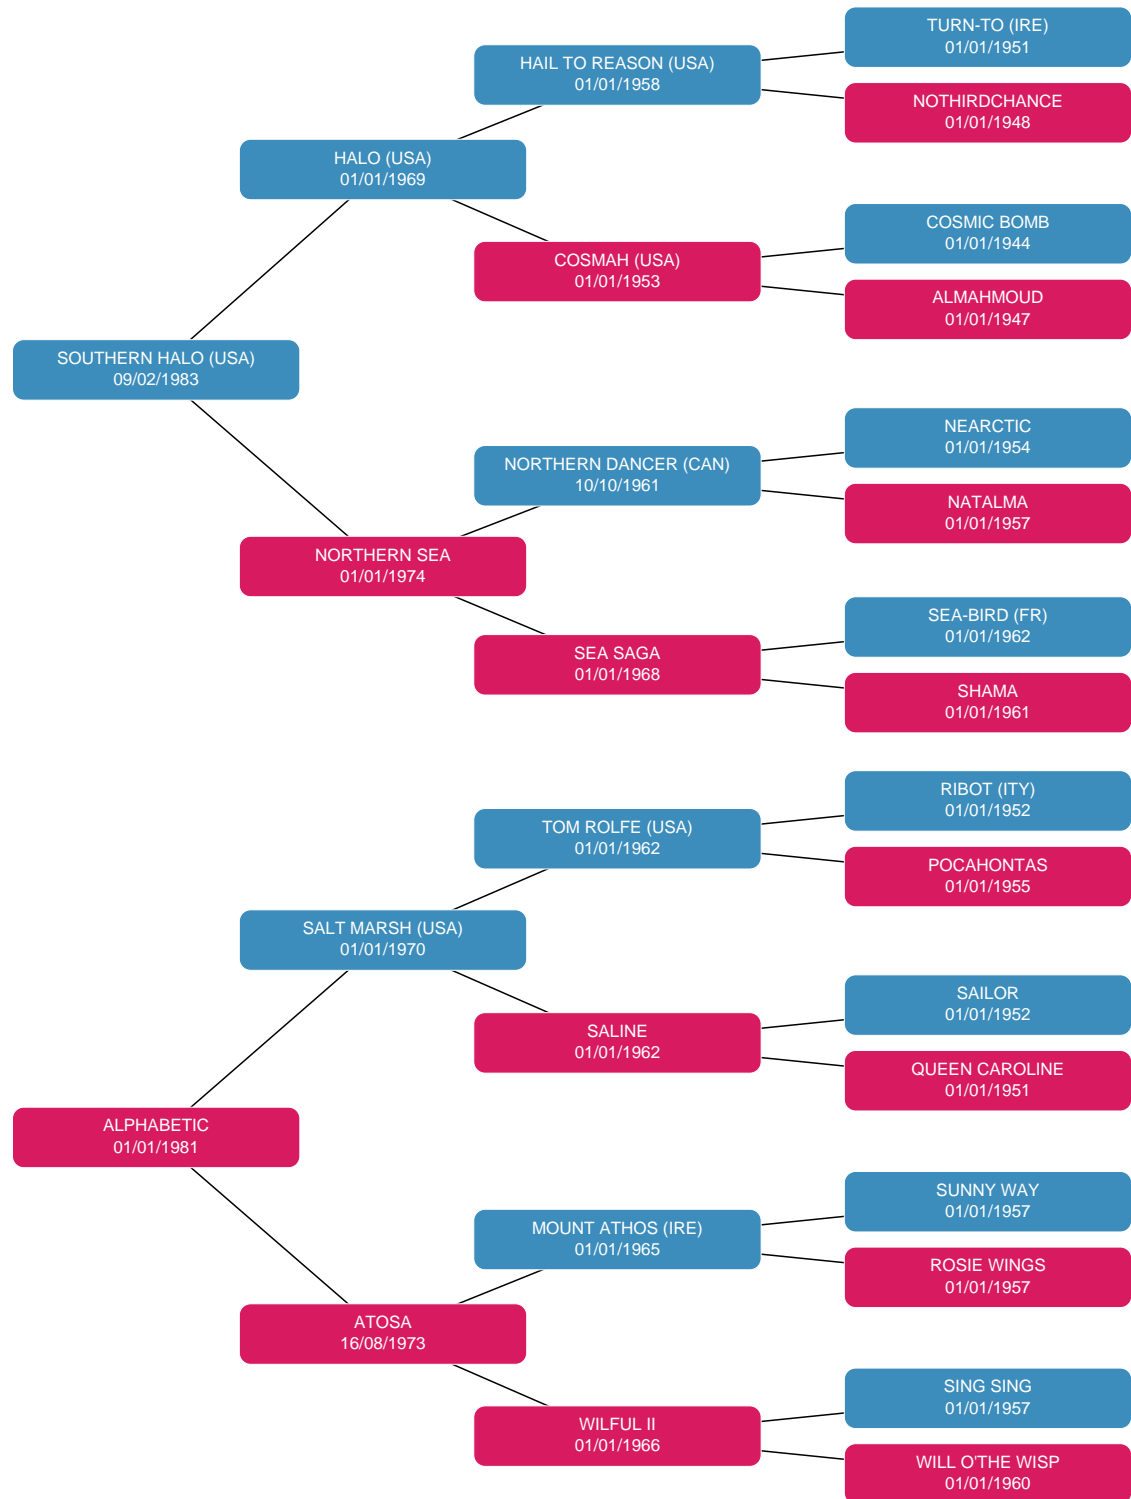 TURN-TO (IRE)
01/01/1951
HAIL TO REASON (USA)
01/01/1958
NOTHIRDCHANCE
01/01/1948
HALO (USA)
01/01/1969
COSMIC BOMB
01/01/1944
COSMAH (USA)
01/01/1953
ALMAHMOUD
01/01/1947
SOUTHERN HALO (USA)
09/02/1983
NEARCTIC
01/01/1954
NORTHERN DANCER (CAN)
10/10/1961
NATALMA
01/01/1957
NORTHERN SEA
01/01/1974
SEA-BIRD (FR)
01/01/1962
SEA SAGA
01/01/1968
SHAMA
01/01/1961
RIBOT (ITY)
01/01/1952
TOM ROLFE (USA)
01/01/1962
POCAHONTAS
01/01/1955
SALT MARSH (USA)
01/01/1970
SAILOR
01/01/1952
SALINE
01/01/1962
QUEEN CAROLINE
01/01/1951
ALPHABETIC
01/01/1981
SUNNY WAY
01/01/1957
MOUNT ATHOS (IRE)
01/01/1965
ROSIE WINGS
01/01/1957
ATOSA
16/08/1973
SING SING
01/01/1957
WILFUL II
01/01/1966
WILL O'THE WISP
01/01/1960